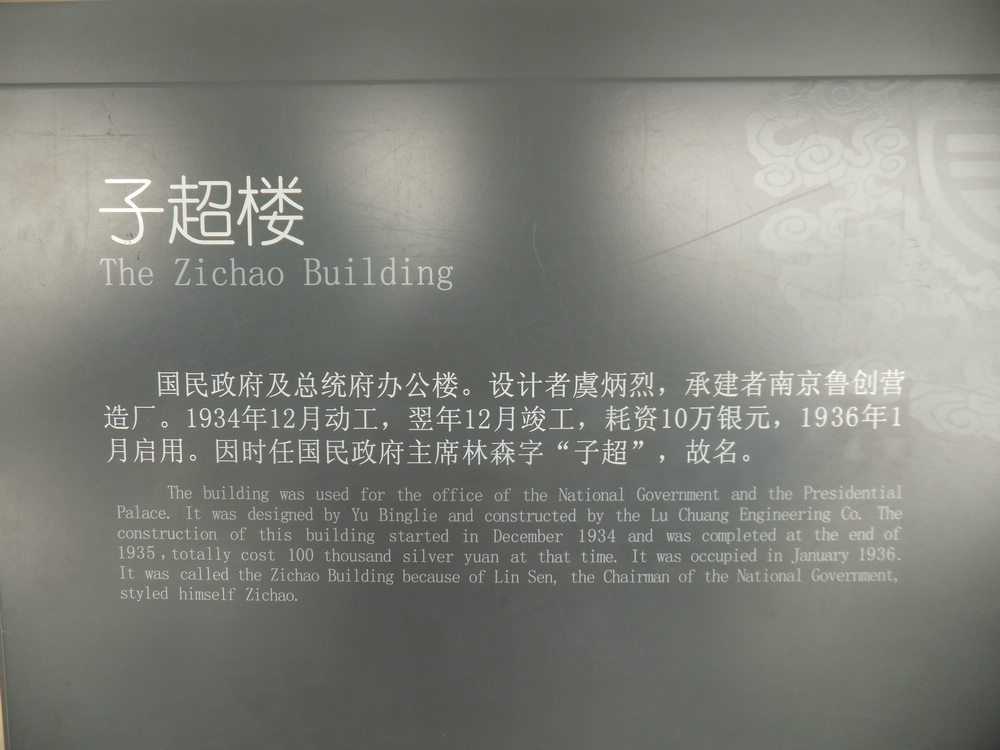 子超楼
The Zichao Building
国民政府及总统府办公楼。设计者虞炳烈，承建者南京鲁创营
造厂。1934年12月动工，翌年12月竣工，耗资10万银元，1936年1
月启用。因时任国民政府主席林森字“子超”，故名。
The building was used for the office of the National Government and the Presidential
Palace. It was designed by Yu Binglie and constructed by the Lu Chuang Engineering Co. The
construction of this building started in December 1934 and was completed at the end of
1935,totally cost 100 thousand silver yuan at that time. It was occupied in January 1936.
It was called the Zichao Building because of Lin Sen, the Chairman of the National Government,
styled himself Zichao.